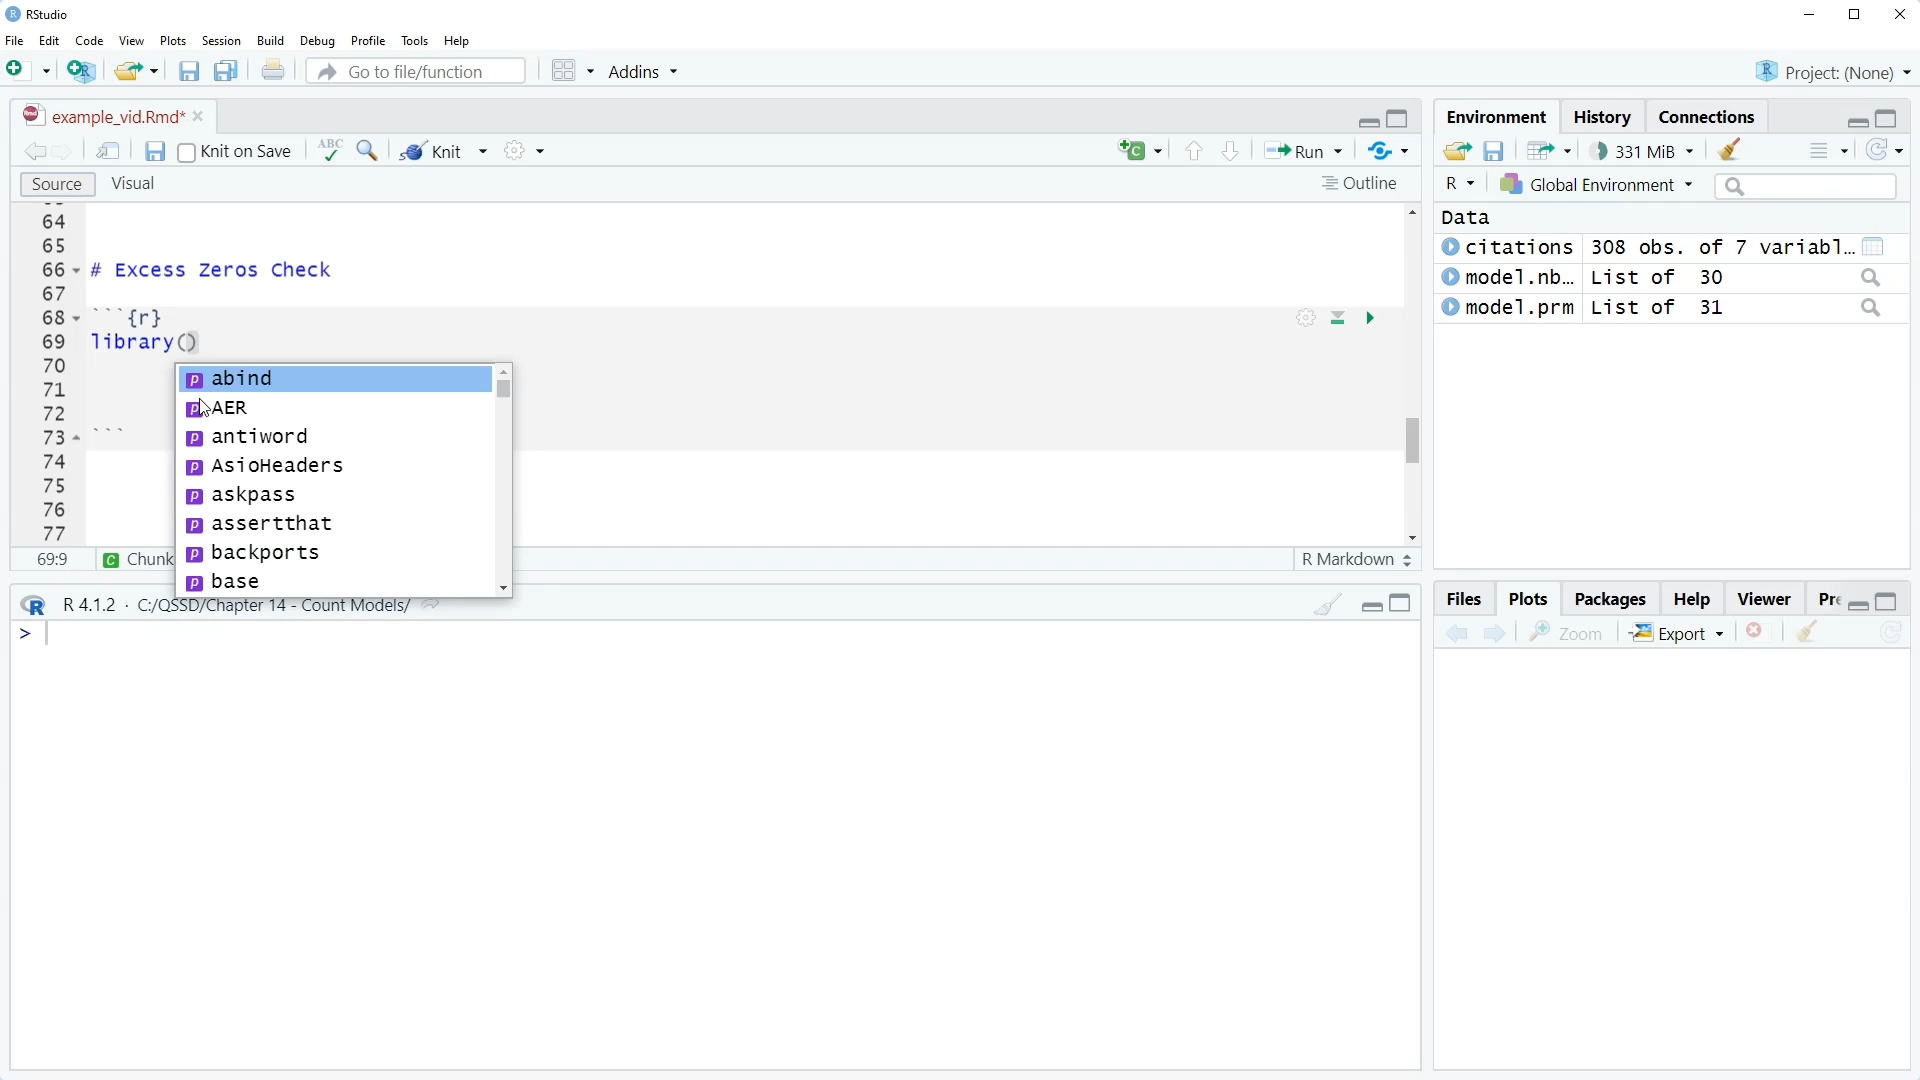 RStudio
File Edit Code View Plots Session Build Debug Profile Tools Help
Go to file/function Addins Project: (None)
example_vid.Rmd*
Knit on Save ABC Knit Run
Source Visual Outline
64
65
66 # Excess Zeros Check
67
68 ```{r}
69 library()
70
71
72
73 ```
74
75
76
77
abind
AER
antiword
AsioHeaders
askpass
assertthat
backports
base
69:9 Chunk R Markdown
R 4.1.2 · C:/QSSD/Chapter 14 - Count Models/
>
Environment History Connections
331 MiB
R Global Environment
Data
citations 308 obs. of 7 variabl…
model.nb… List of 30
model.prm List of 31
Files Plots Packages Help Viewer Pre
Zoom Export